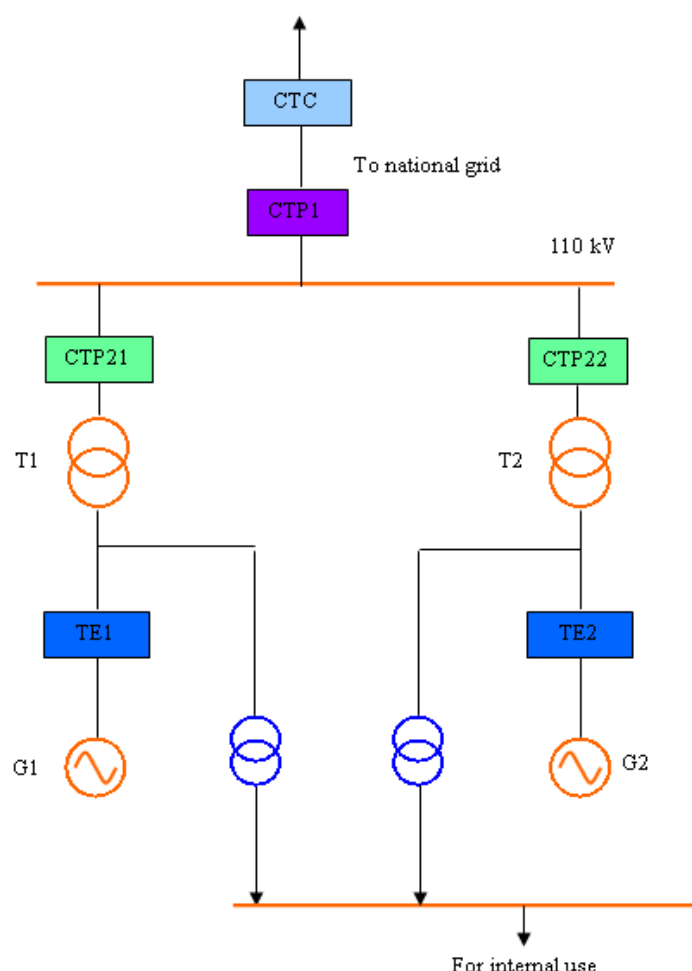 CTC
To national grid
CTP1
110 kV
CTP21
CTP22
T1
T2
TE1
TE2
G1
G2
For internal use